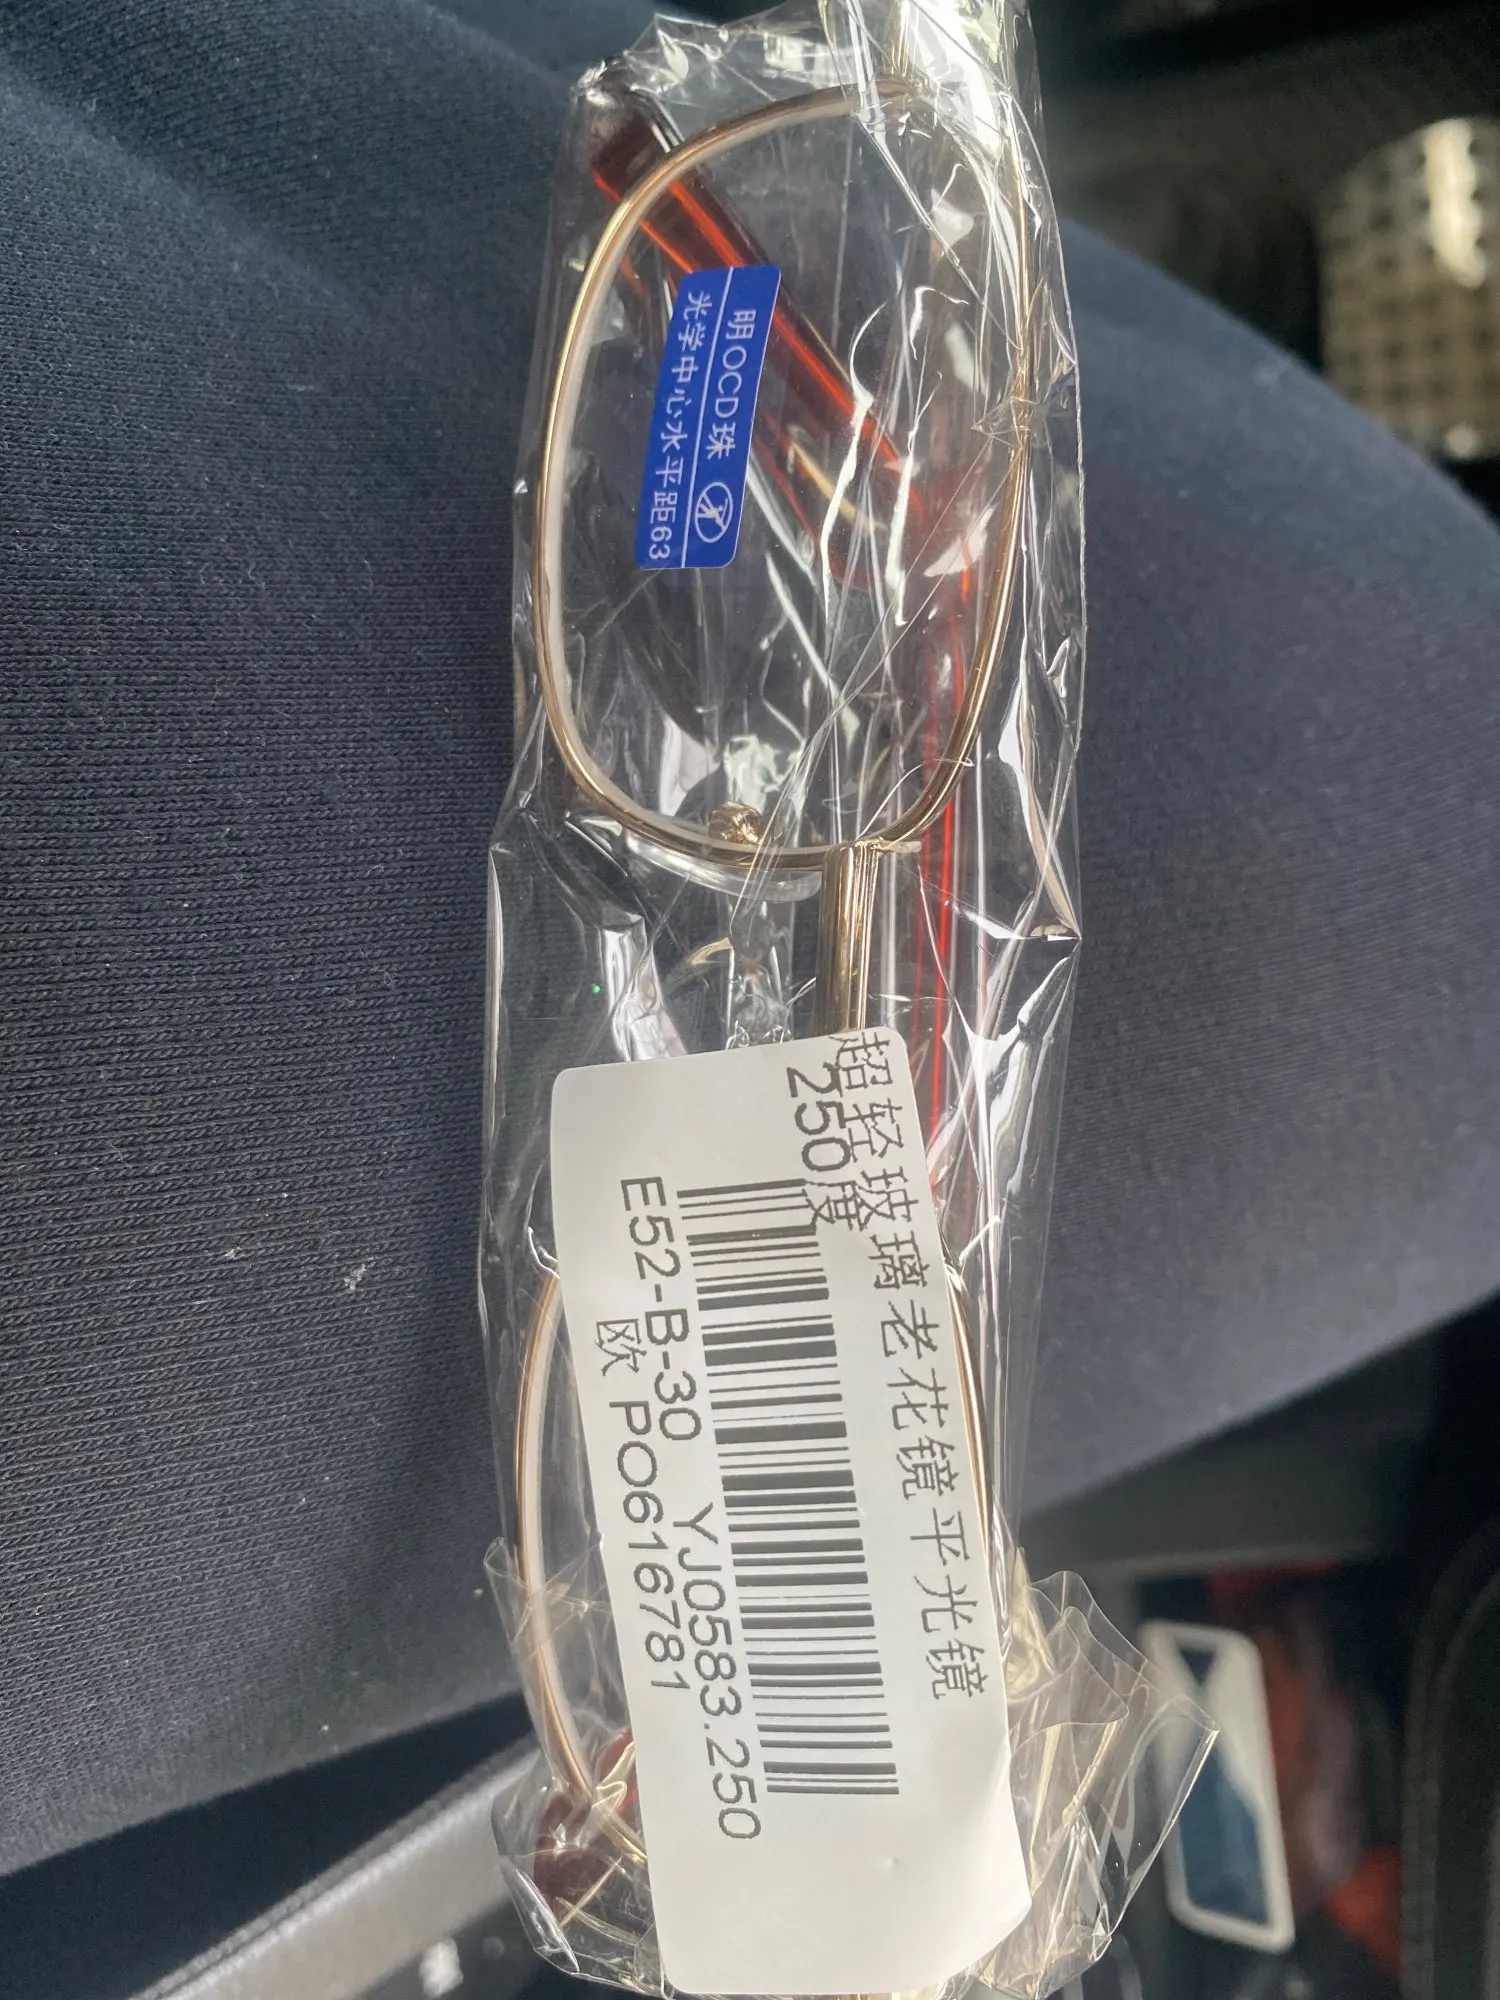 明OCD珠
光学中心水平距63
超轻玻璃老花镜平光镜
250度
E52-B-30 YJ0583.250
欧 PO616781